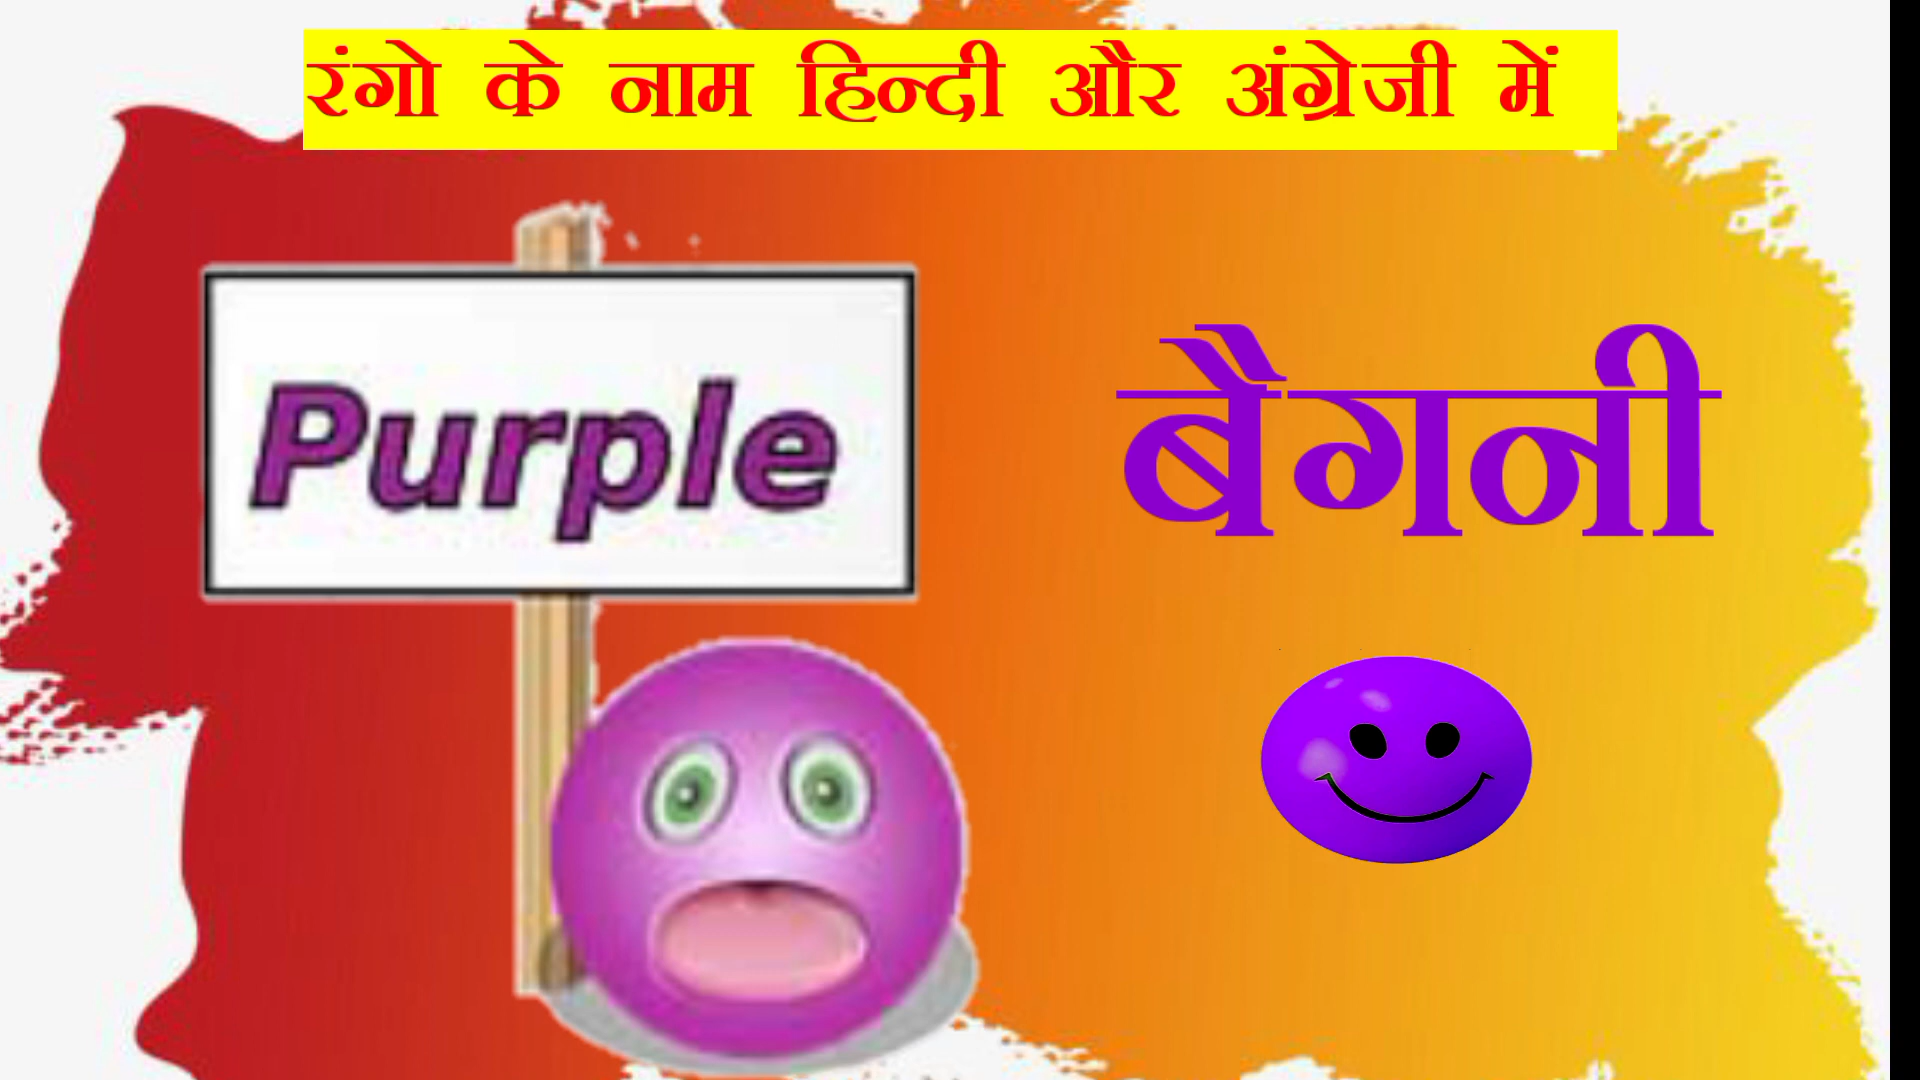 रंगो के नाम हिन्दी और अंग्रेजी में
Purple
बैगनी